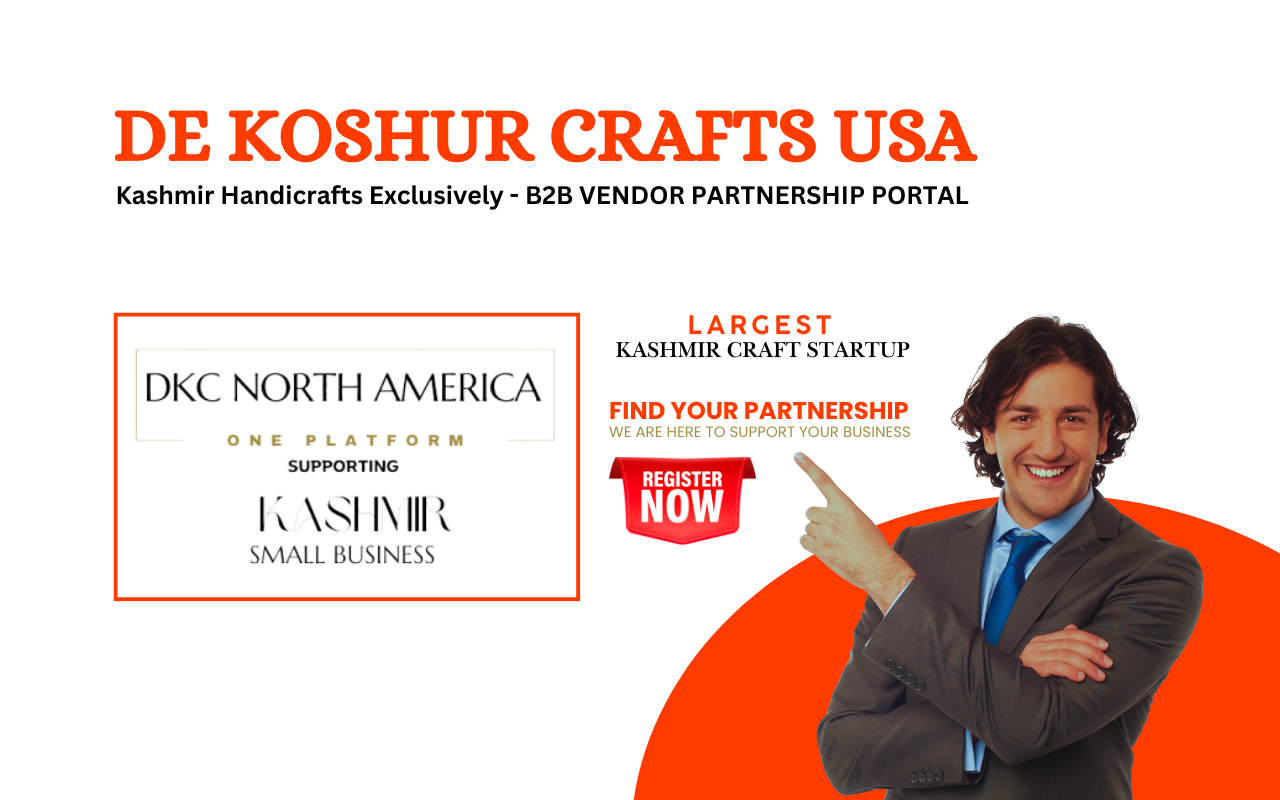 DE KOSHUR CRAFTS USA
Kashmir Handicrafts Exclusively - B2B VENDOR PARTNERSHIP PORTAL
DKC NORTH AMERICA
ONE PLATFORM
SUPPORTING
KASHMIR
SMALL BUSINESS
LARGEST
KASHMIR CRAFT STARTUP
FIND YOUR PARTNERSHIP
WE ARE HERE TO SUPPORT YOUR BUSINESS
REGISTER
NOW